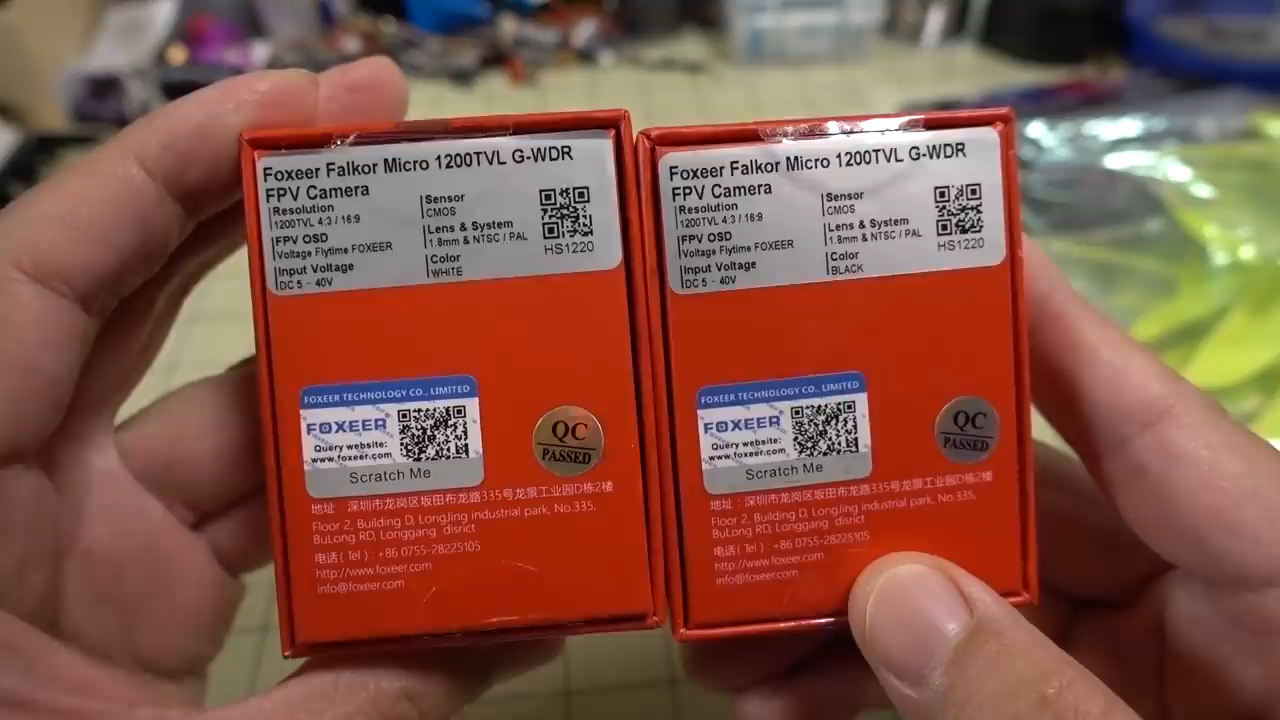 Foxeer Falkor Micro 1200TVL G-WDR
FPV Camera
Resolution
1200TVL 4:3 / 16:9
FPV OSD
Voltage Flytime FOXEER
Input Voltage
DC 5 - 40V
Sensor
CMOS
Lens & System
1.8mm & NTSC / PAL
Color
WHITE
HS1220
FOXEER TECHNOLOGY CO., LIMITED
FOXEER
Query website:
www.foxeer.com
Scratch Me
QC
PASSED
地址 深圳市龙岗区坂田布龙路335号龙景工业园D栋2楼
Floor 2, Building D, LongJing industrial park, No.335,
BuLong RD, Longgang disrict
电话 ( Tel ) : +86 0755-28225105
http://www.foxeer.com
info@foxeer.com
Foxeer Falkor Micro 1200TVL G-WDR
FPV Camera
Resolution
1200TVL 4:3 / 16:9
FPV OSD
Voltage Flytime FOXEER
Input Voltage
DC 5 - 40V
Sensor
CMOS
Lens & System
1.8mm & NTSC / PAL
Color
BLACK
HS1220
FOXEER TECHNOLOGY CO., LIMITED
FOXEER
Query website:
www.foxeer.com
Scratch Me
QC
PASSED
地址：深圳市龙岗区坂田布龙路335号龙景工业园D栋2楼
Floor 2, Building D, LongJing industrial park, No.335,
BuLong RD, Longgang disrict
电话 ( Tel ) : +86 0755-28225105
http://www.foxeer.com
info@foxeer.com